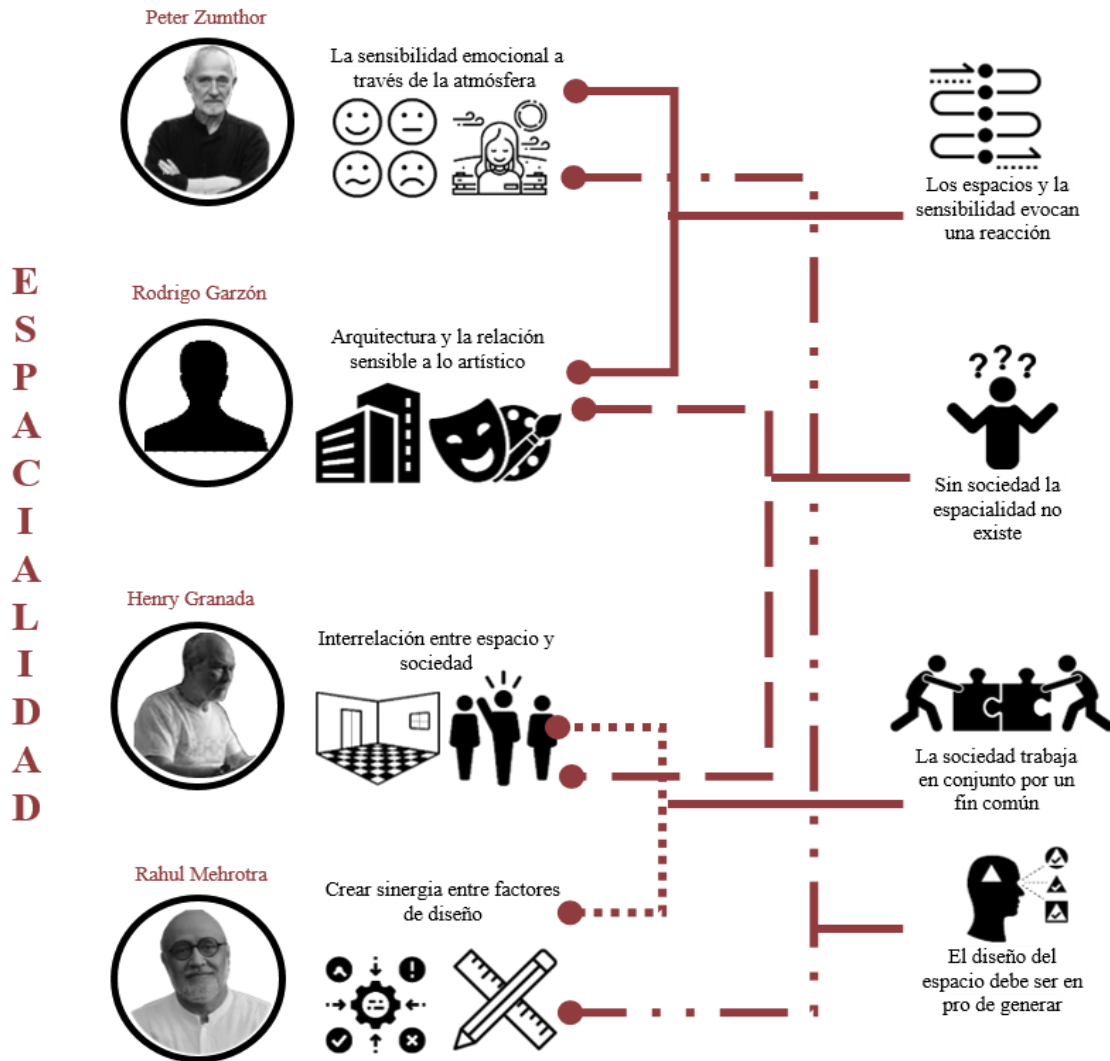 ESPACIALIDAD
Peter Zumthor
La sensibilidad emocional a
través de la atmósfera
Los espacios y la
sensibilidad evocan
una reacción
Rodrigo Garzón
Arquitectura y la relación
sensible a lo artístico
? ? ?
Sin sociedad la
espacialidad no
existe
Henry Granada
Interrelación entre espacio y
sociedad
La sociedad trabaja
en conjunto por un
fín común
Rahul Mehrotra
Crear sinergia entre factores
de diseño
El diseño del
espacio debe ser en
pro de generar